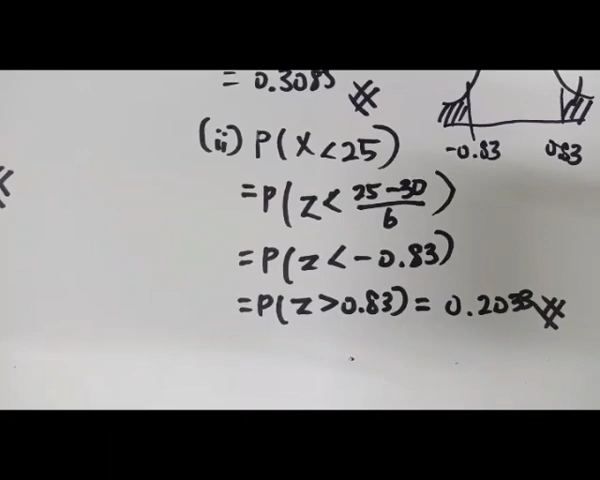 = 0.3085
-0.83 0.83
(ii) P(X<25)
=P(Z< 25-30/6)
=P(Z<-0.83)
=P(Z>0.83)= 0.2033